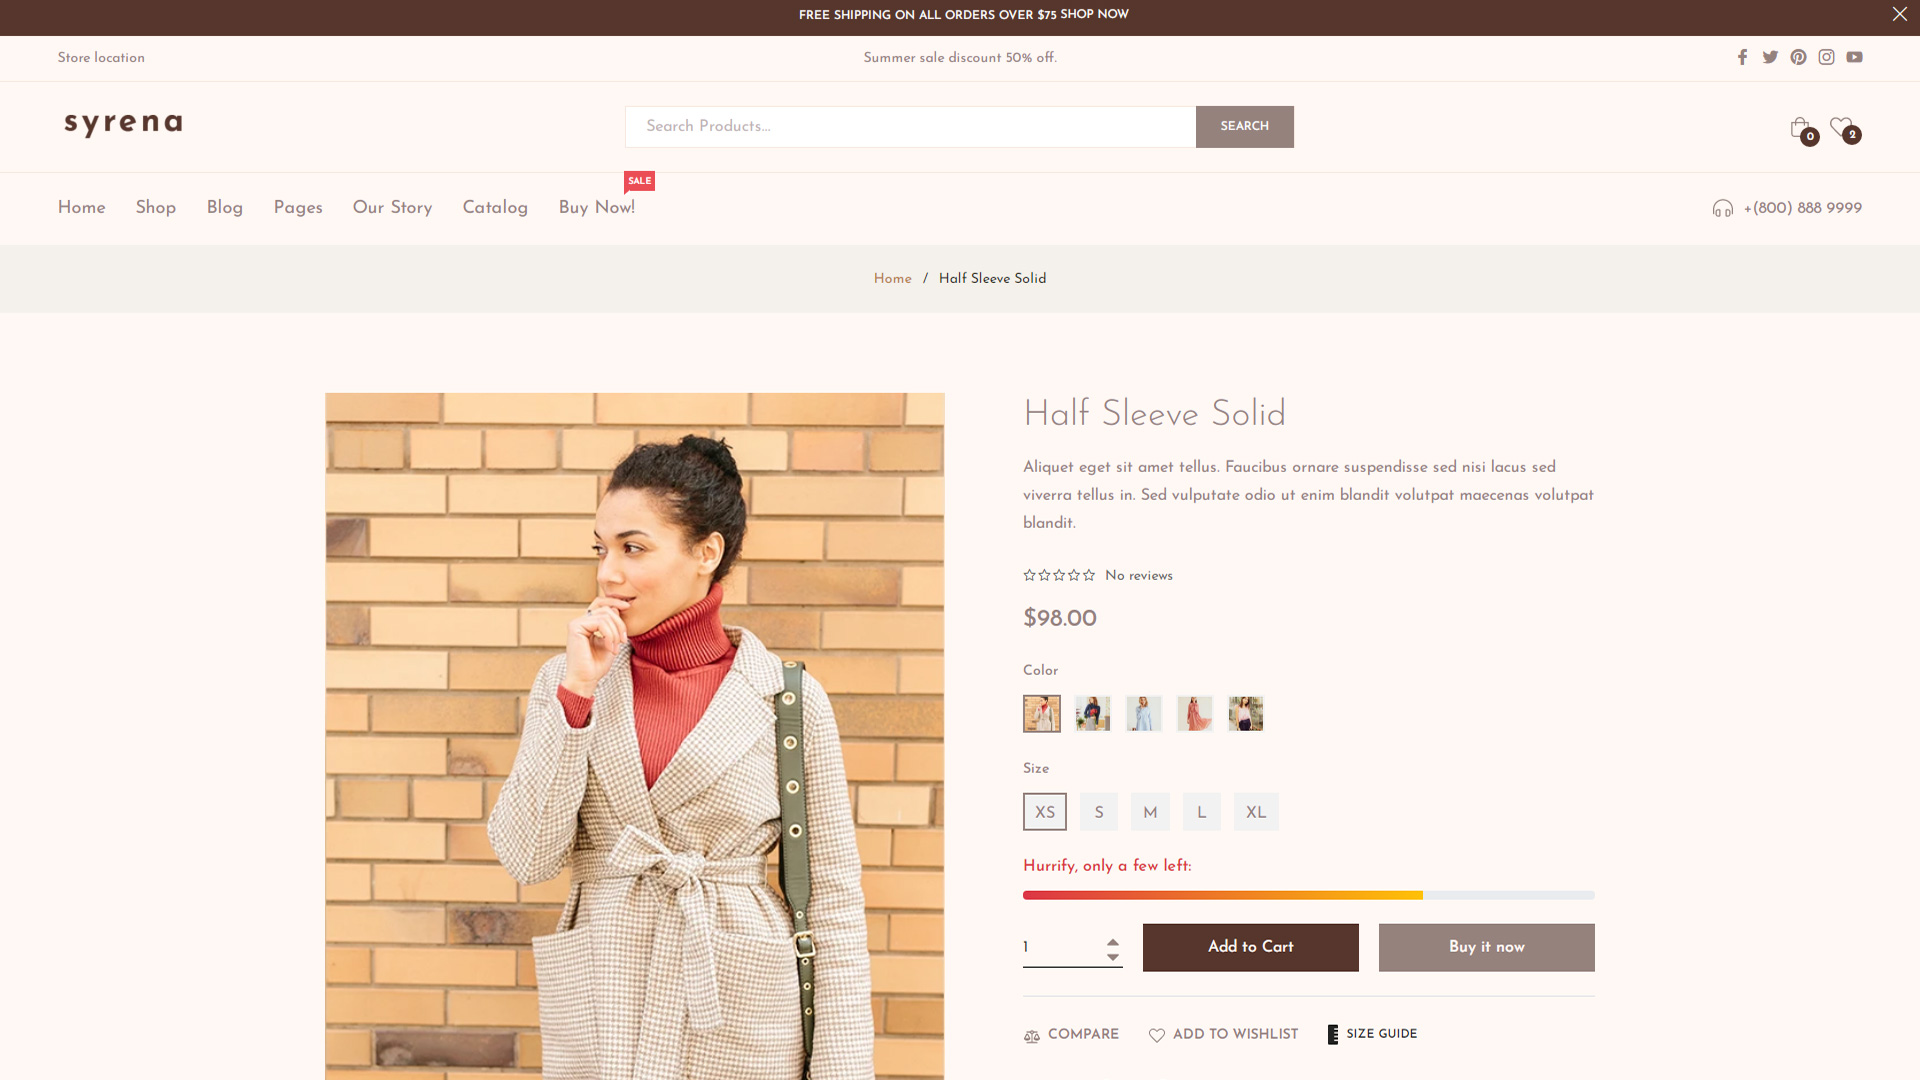 FREE SHIPPING ON ALL ORDERS OVER $75 SHOP NOW
Store location
Summer sale discount 50% off.
syrena
Search Products...
SEARCH
0
2
SALE
Home
Shop
Blog
Pages
Our Story
Catalog
Buy Now!
+(800) 888 9999
Home / Half Sleeve Solid
Half Sleeve Solid
Aliquet eget sit amet tellus. Faucibus ornare suspendisse sed nisi lacus sed
viverra tellus in. Sed vulputate odio ut enim blandit volutpat maecenas volutpat
blandit.
No reviews
$98.00
Color
Size
XS
S
M
L
XL
Hurrify, only a few left:
1
Add to Cart
Buy it now
COMPARE
ADD TO WISHLIST
SIZE GUIDE